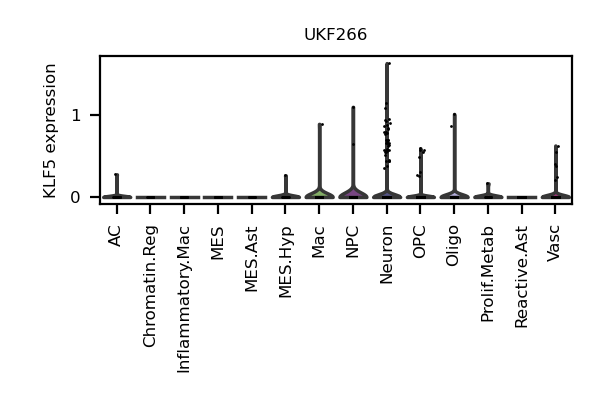 UKF266
KLF5 expression
1
0
AC
Chromatin.Reg
Inflammatory.Mac
MES
MES.Ast
MES.Hyp
Mac
NPC
Neuron
OPC
Oligo
Prolif.Metab
Reactive.Ast
Vasc